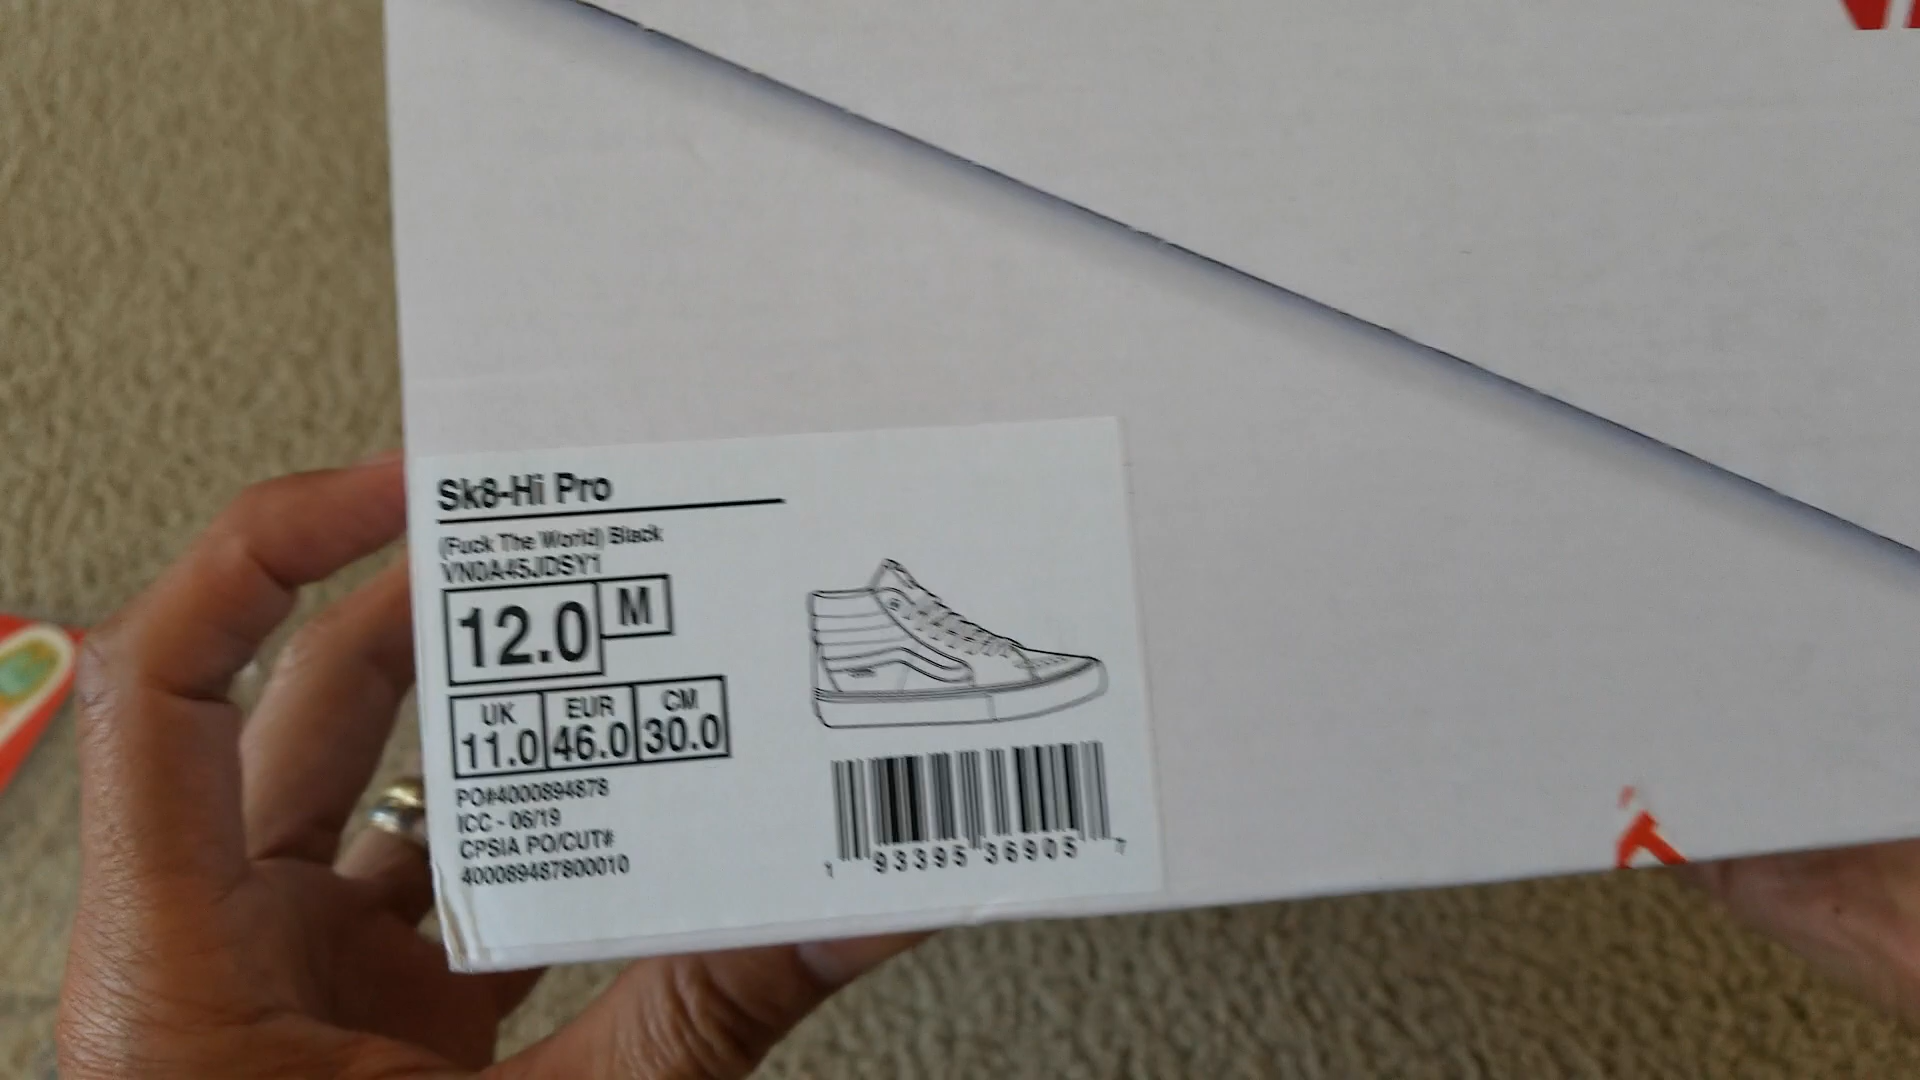 Sk8-Hi Pro
(Fuck The World) Black
VN0A45JDSY1
12.0 M
UK EUR CM
11.0 46.0 30.0
PO#4000894878
ICC - 06/19
CPSIA PO/CUT#
400089487800010
1 93395 36905 7